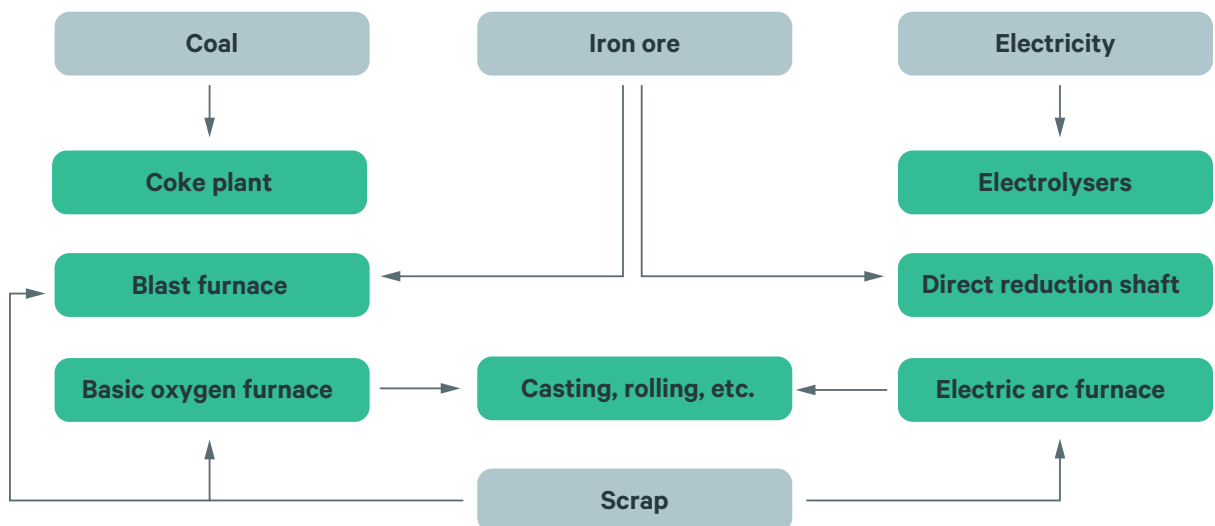 Coal
Iron ore
Electricity
Coke plant
Electrolysers
Blast furnace
Direct reduction shaft
Basic oxygen furnace
Casting, rolling, etc.
Electric arc furnace
Scrap